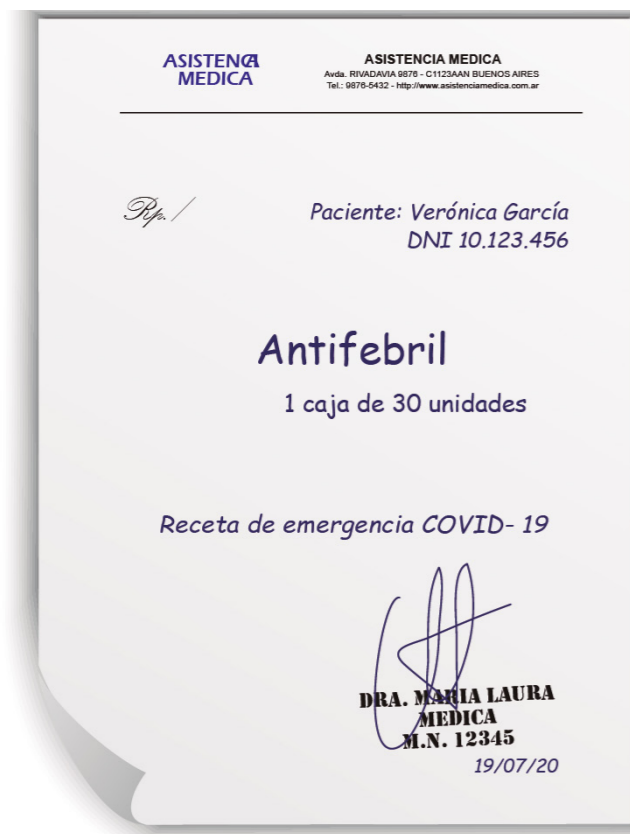 ASISTENCIA
MEDICA
ASISTENCIA MEDICA
Avda. RIVADAVIA 9876 - C1123AAN BUENOS AIRES
Tel.: 9876-5432 - http://www.asistenciamedica.com.ar
Rp. /
Paciente: Verónica García
DNI 10.123.456
Antifebril
1 caja de 30 unidades
Receta de emergencia COVID- 19
DRA. MARIA LAURA
MEDICA
M.N. 12345
19/07/20